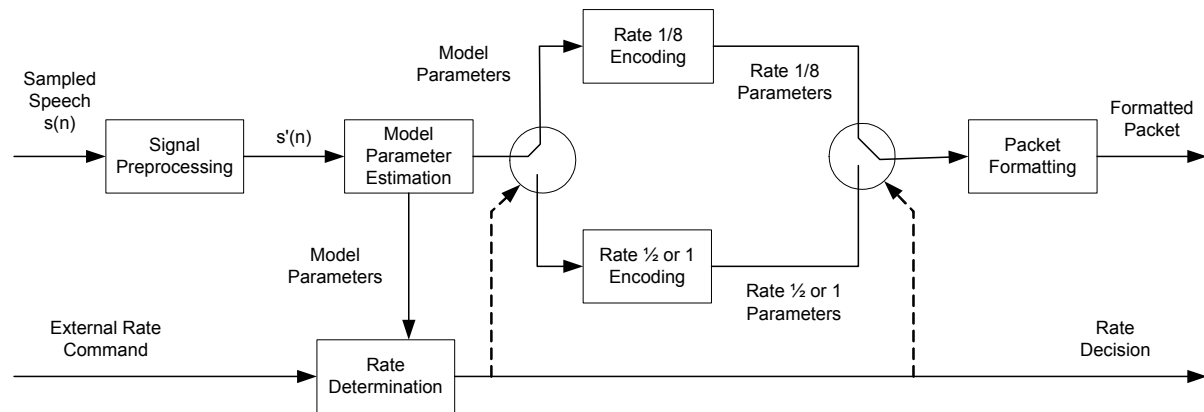 Sampled
Speech
s(n)
Signal
Preprocessing
s'(n)
Model
Parameter
Estimation
Model
Parameters
Rate 1/8
Encoding
Rate 1/8
Parameters
Rate ½ or 1
Encoding
Rate ½ or 1
Parameters
Packet
Formatting
Formatted
Packet
Model
Parameters
External Rate
Command
Rate
Determination
Rate
Decision